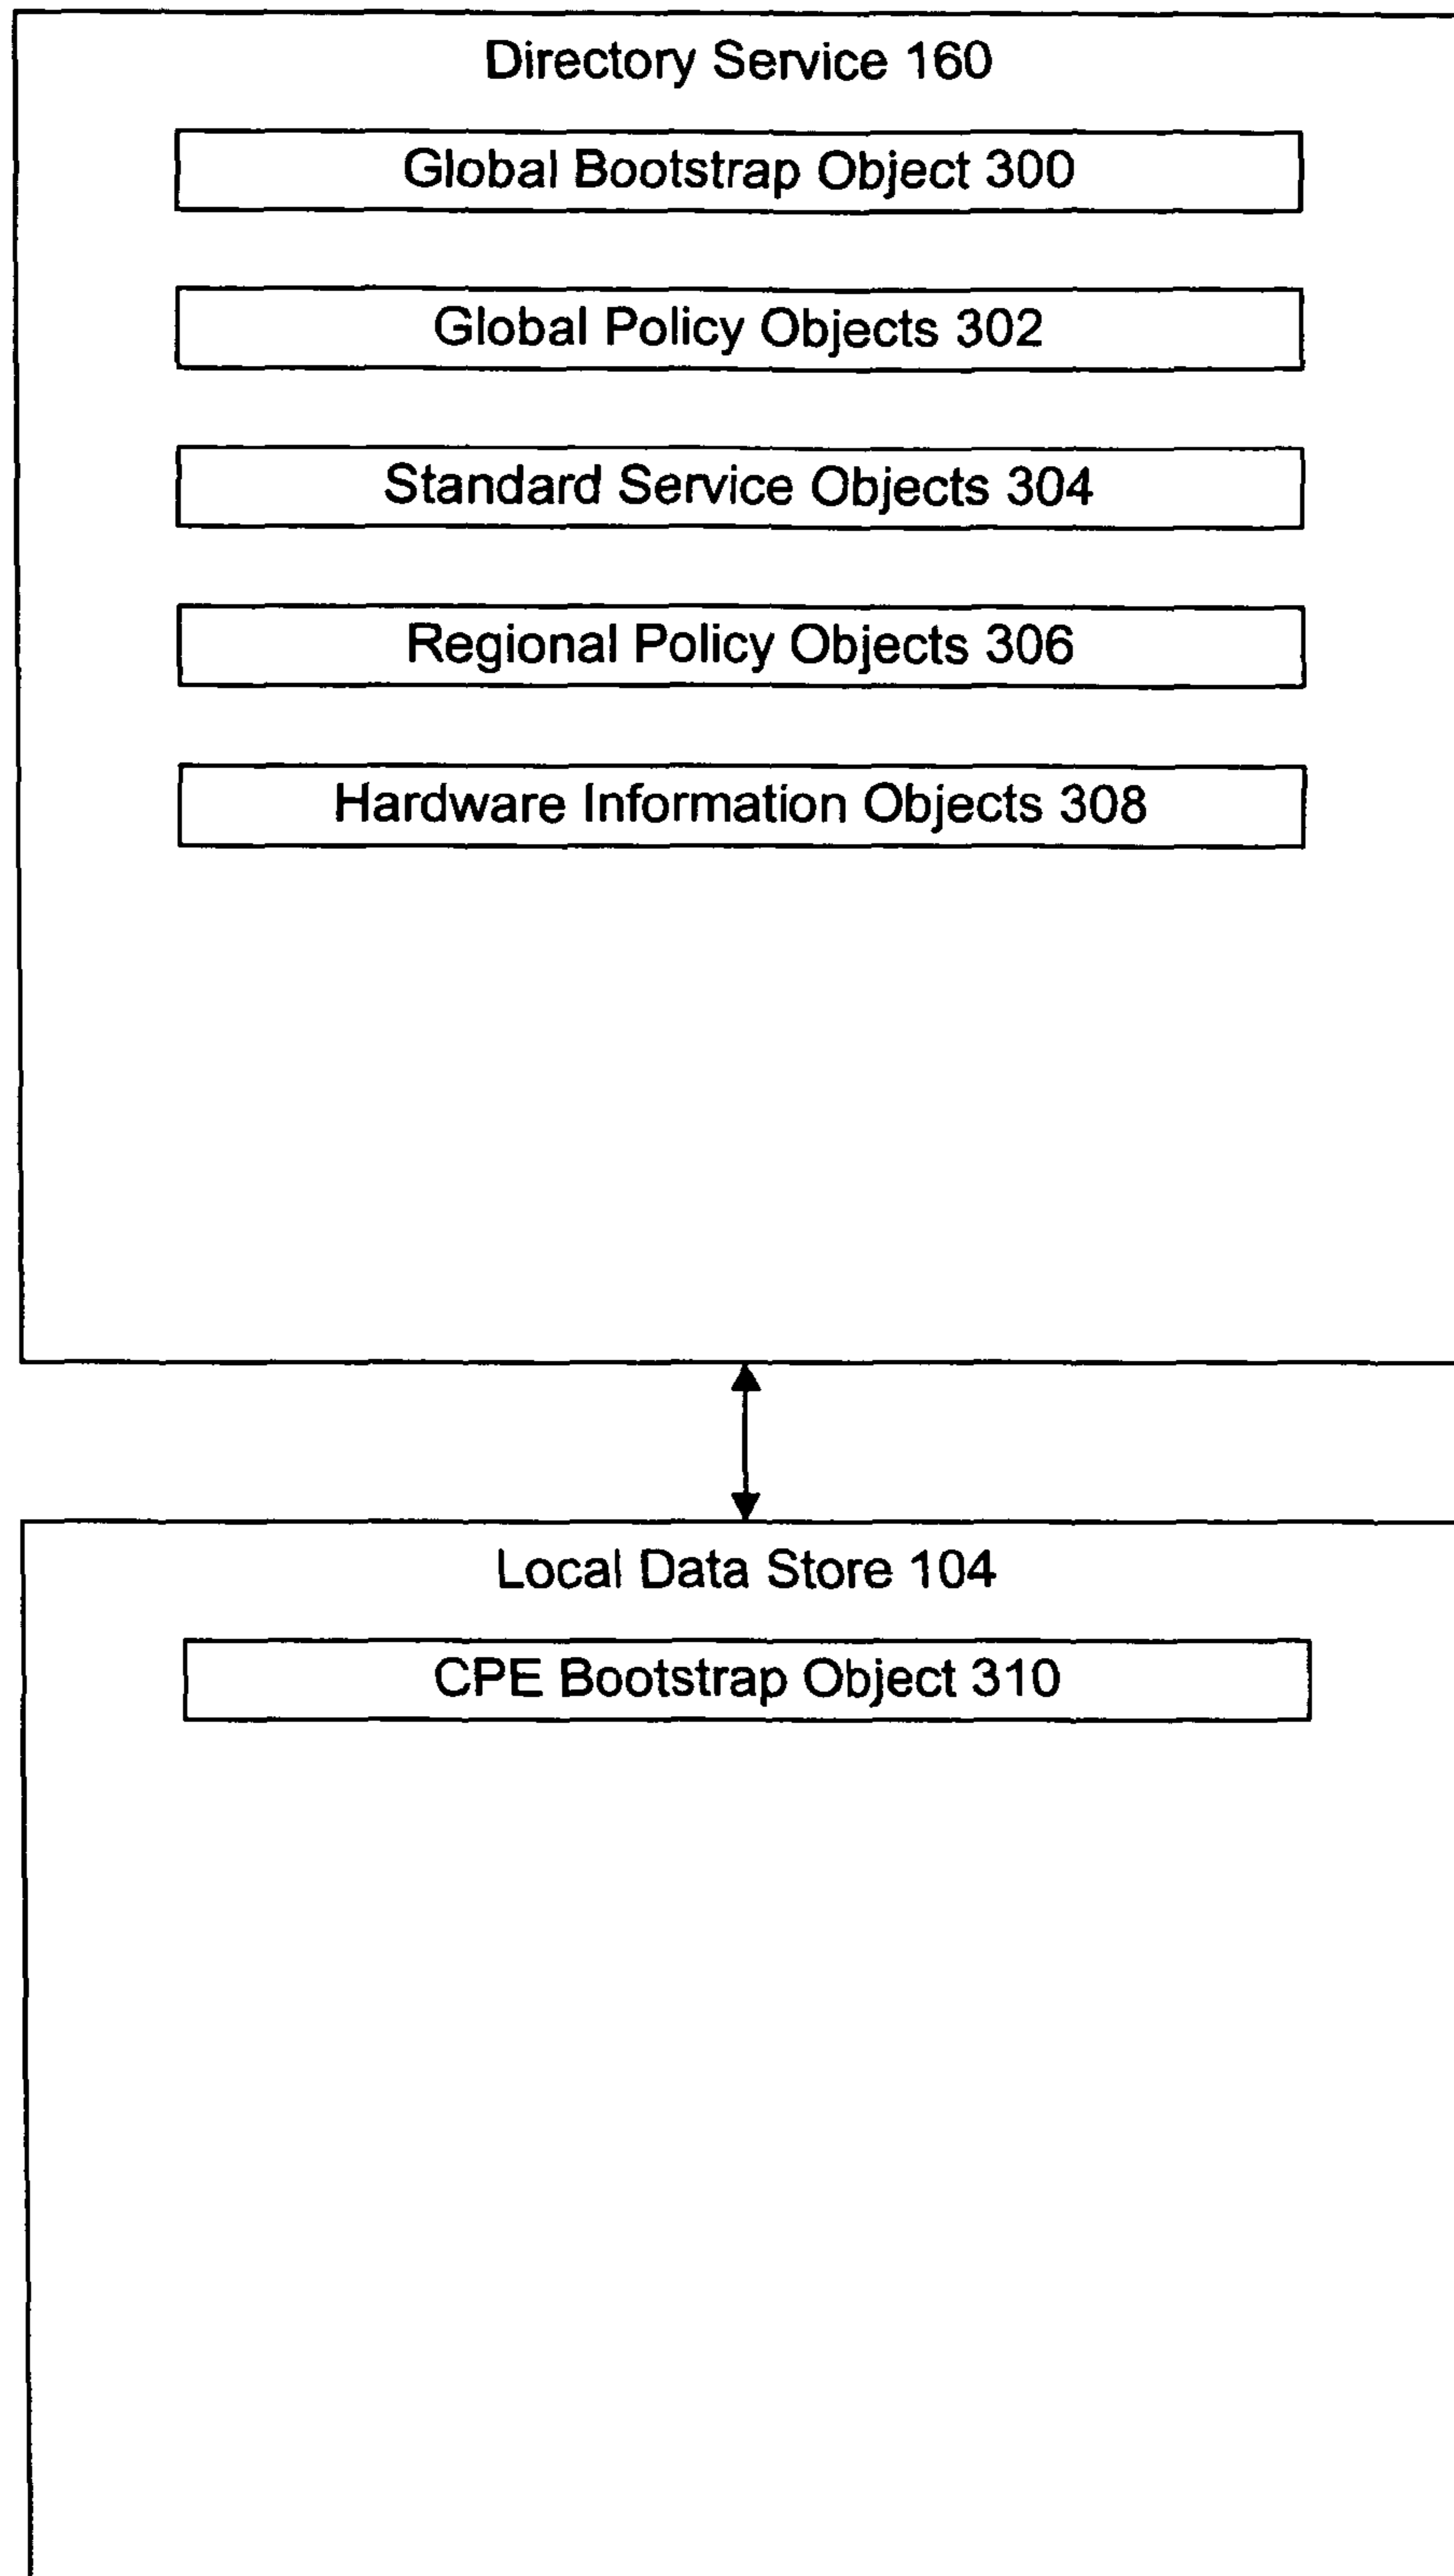 Directory Service 160
Global Bootstrap Object 300
Global Policy Objects 302
Standard Service Objects 304
Regional Policy Objects 306
Hardware Information Objects 308
Local Data Store 104
CPE Bootstrap Object 310